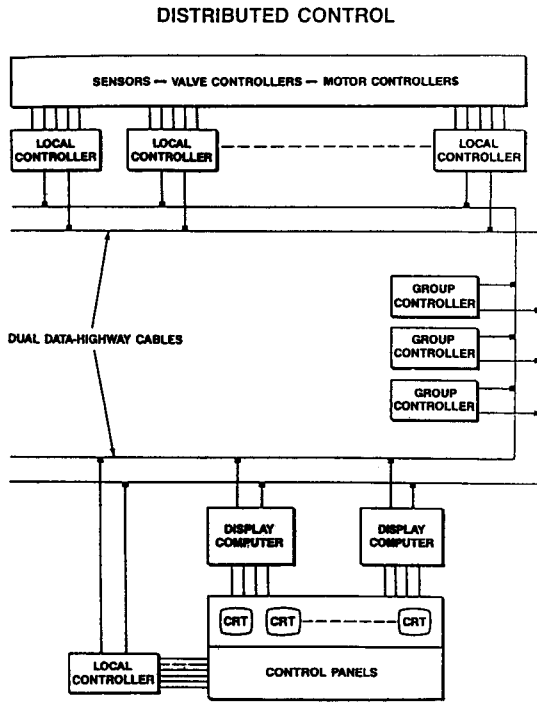 DISTRIBUTED CONTROL
SENSORS — VALVE CONTROLLERS — MOTOR CONTROLLERS
LOCAL
CONTROLLER
LOCAL
CONTROLLER
LOCAL
CONTROLLER
GROUP
CONTROLLER
DUAL DATA-HIGHWAY CABLES
GROUP
CONTROLLER
GROUP
CONTROLLER
DISPLAY
COMPUTER
DISPLAY
COMPUTER
CRT
CRT
CRT
LOCAL
CONTROLLER
CONTROL PANELS